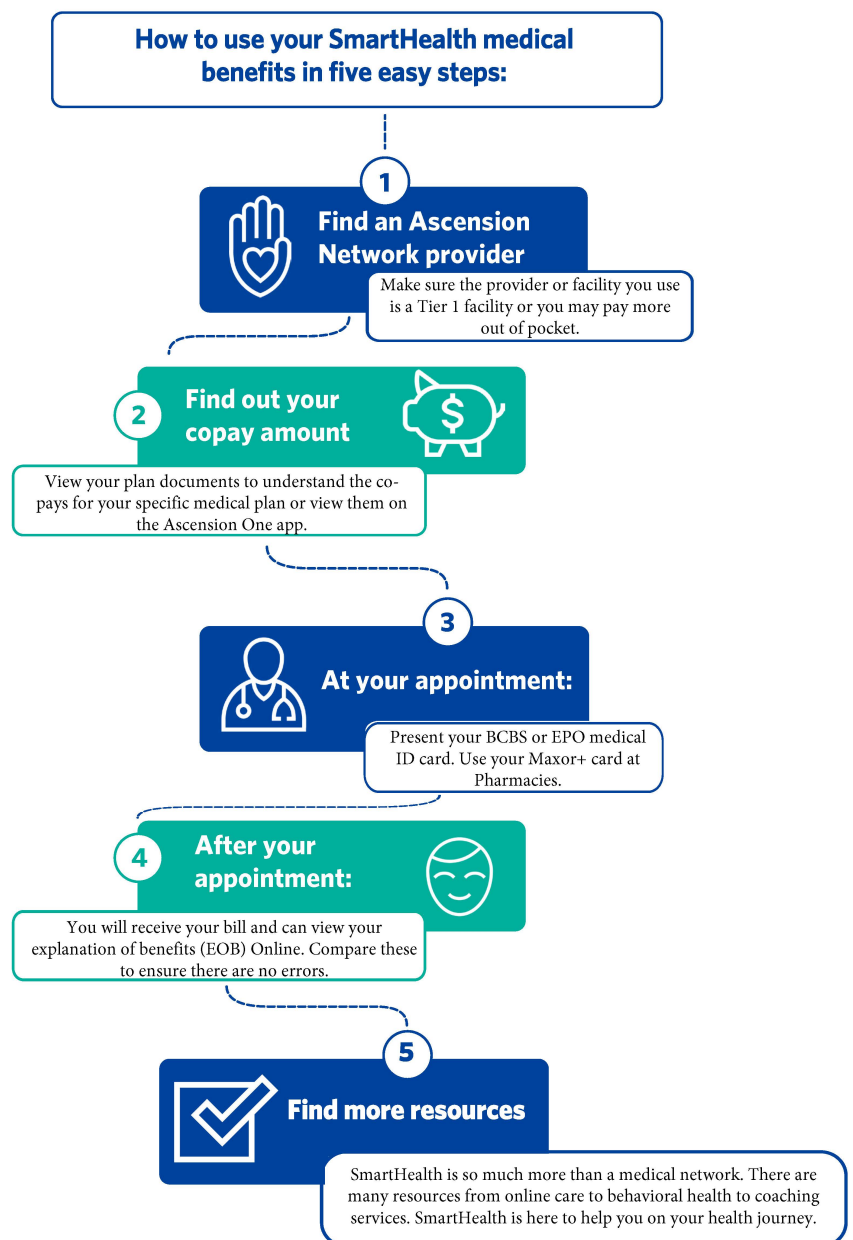 How to use your SmartHealth medical
benefits in five easy steps:
1
Find an Ascension
Network provider
Make sure the provider or facility you use
is a Tier 1 facility or you may pay more
out of pocket.
2
Find out your
copay amount
$
View your plan documents to understand the co-
pays for your specific medical plan or view them on
the Ascension One app.
3
At your appointment:
Present your BCBS or EPO medical
ID card. Use your Maxor+ card at
Pharmacies.
4
After your
appointment:
You will receive your bill and can view your
explanation of benefits (EOB) Online. Compare these
to ensure there are no errors.
5
Find more resources
SmartHealth is so much more than a medical network. There are
many resources from online care to behavioral health to coaching
services. SmartHealth is here to help you on your health journey.